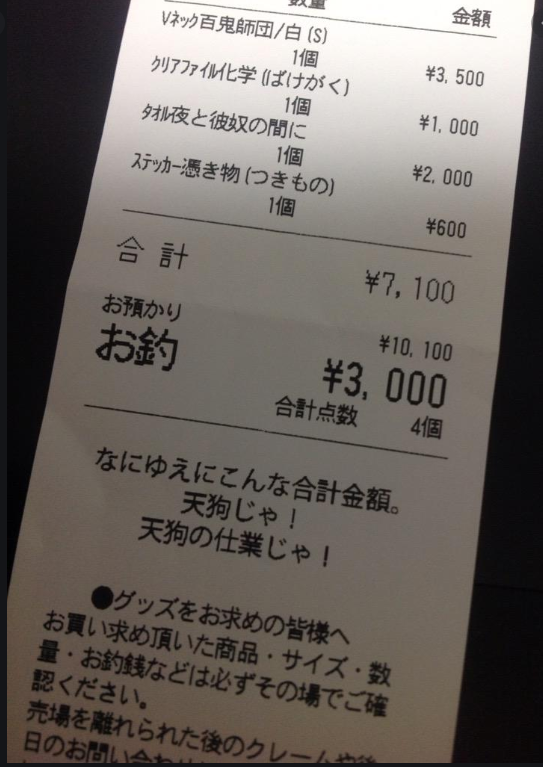 数量 金額
Vネック百鬼師団/白(S)
1個 ¥3,500
クリアファイル化学(ばけがく)
1個 ¥1,000
タオル夜と彼奴の間に
1個 ¥2,000
ステッカー憑き物(つきもの)
1個 ¥600
合計 ¥7,100
お預かり ¥10,100
お釣 ¥3,000
合計点数 4個
なにゆえにこんな合計金額。
天狗じゃ!
天狗の仕業じゃ!
●グッズをお求めの皆様へ
お買い求め頂いた商品・サイズ・数
量・お釣銭などは必ずその場でご確
認ください。
売場を離れられた後のクレームや後
日のお問い合わせ